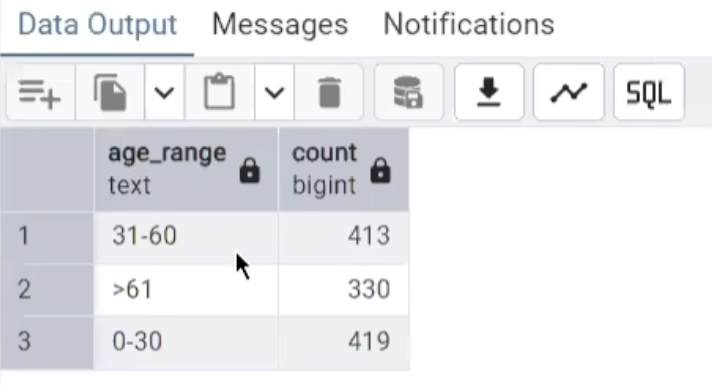 Data Output Messages Notifications
SQL
age_range count
text bigint
1 31-60 413
2 >61 330
3 0-30 419